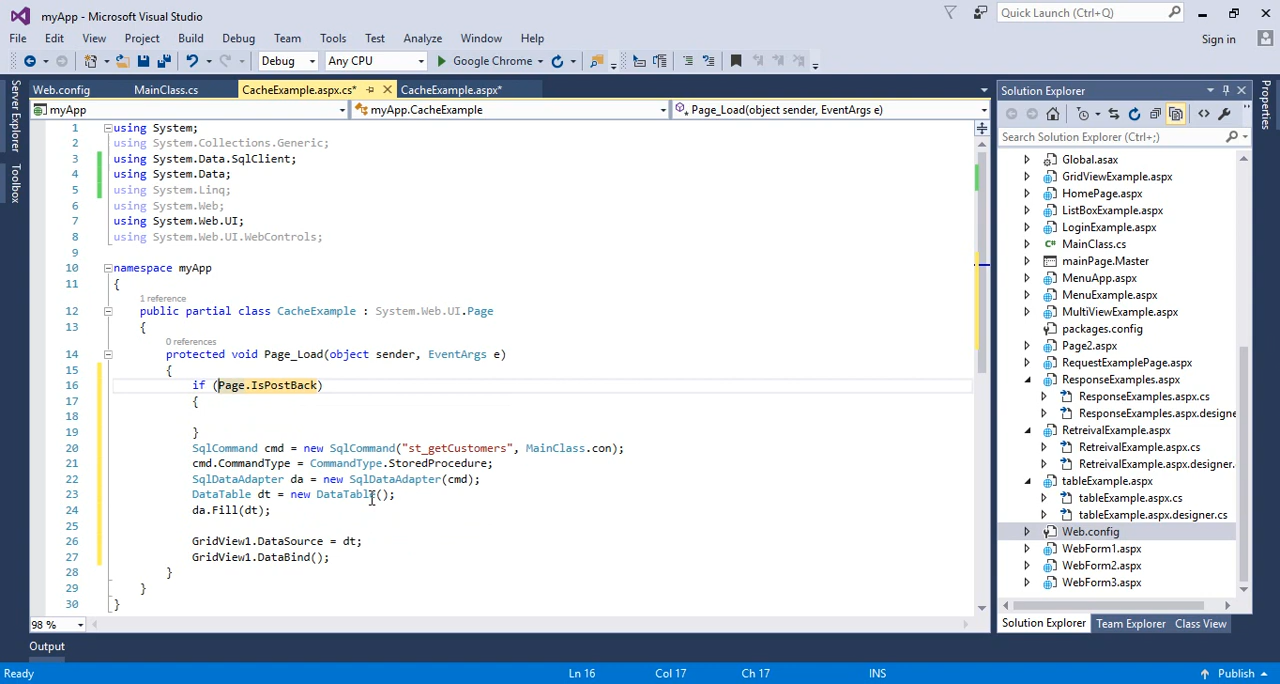 myApp - Microsoft Visual Studio
Quick Launch (Ctrl+Q)
File Edit View Project Build Debug Team Tools Test Analyze Window Help
Sign in
Debug Any CPU Google Chrome
Server Explorer
Toolbox
Web.config MainClass.cs CacheExample.aspx.cs* CacheExample.aspx*
myApp myApp.CacheExample Page_Load(object sender, EventArgs e)
1 using System;
2 using System.Collections.Generic;
3 using System.Data.SqlClient;
4 using System.Data;
5 using System.Linq;
6 using System.Web;
7 using System.Web.UI;
8 using System.Web.UI.WebControls;
9
10 namespace myApp
11 {
1 reference
12 public partial class CacheExample : System.Web.UI.Page
13 {
0 references
14 protected void Page_Load(object sender, EventArgs e)
15 {
16 if (Page.IsPostBack)
17 {
18
19 }
20 SqlCommand cmd = new SqlCommand("st_getCustomers", MainClass.con);
21 cmd.CommandType = CommandType.StoredProcedure;
22 SqlDataAdapter da = new SqlDataAdapter(cmd);
23 DataTable dt = new DataTable();
24 da.Fill(dt);
25
26 GridView1.DataSource = dt;
27 GridView1.DataBind();
28 }
29 }
30 }
98 %
Output
Solution Explorer
Search Solution Explorer (Ctrl+;)
Global.asax
GridViewExample.aspx
HomePage.aspx
ListBoxExample.aspx
LoginExample.aspx
C# MainClass.cs
mainPage.Master
MenuApp.aspx
MenuExample.aspx
MultiViewExample.aspx
packages.config
Page2.aspx
RequestExamplePage.aspx
ResponseExamples.aspx
ResponseExamples.aspx.cs
ResponseExamples.aspx.designe
RetreivalExample.aspx
RetreivalExample.aspx.cs
RetreivalExample.aspx.designer.
tableExample.aspx
tableExample.aspx.cs
tableExample.aspx.designer.cs
Web.config
WebForm1.aspx
WebForm2.aspx
WebForm3.aspx
Solution Explorer Team Explorer Class View
Properties
Ready Ln 16 Col 17 Ch 17 INS Publish